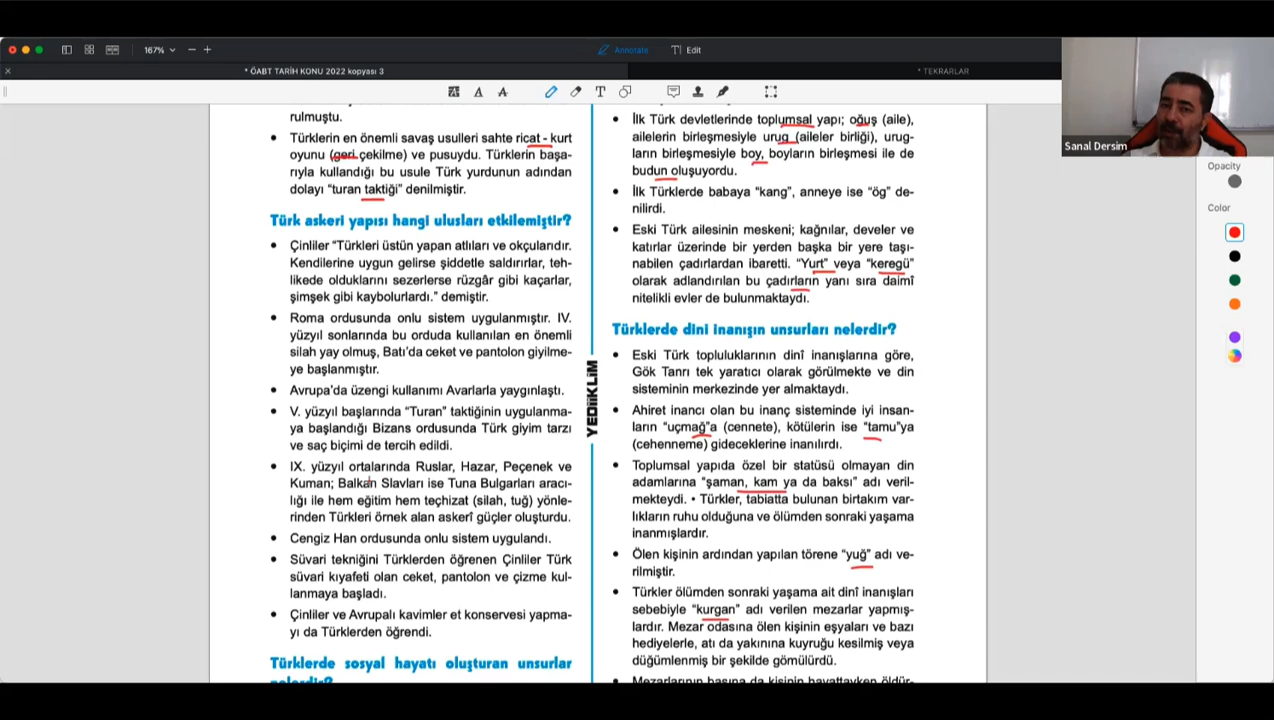 167%
Annotate
Edit
* ÖABT TARİH KONU 2022 kopyası 3
* TEKRARLAR
Sanal Dersim
Opacity
Color
rulmuştu.
• Türklerin en önemli savaş usulleri sahte ricat - kurt
oyunu (geri çekilme) ve pusuydu. Türklerin başa-
rıyla kullandığı bu usule Türk yurdunun adından
dolayı “turan taktiği” denilmiştir.
Türk askeri yapısı hangi ulusları etkilemiştir?
• Çinliler “Türkleri üstün yapan atlıları ve okçularıdır.
Kendilerine uygun gelirse şiddetle saldırırlar, teh-
likede olduklarını sezerlerse rüzgâr gibi kaçarlar,
şimşek gibi kaybolurlardı.” demiştir.
• Roma ordusunda onlu sistem uygulanmıştır. IV.
yüzyıl sonlarında bu orduda kullanılan en önemli
silah yay olmuş, Batı’da ceket ve pantolon giyilme-
ye başlanmıştır.
• Avrupa’da üzengi kullanımı Avarlarla yaygınlaştı.
• V. yüzyıl başlarında “Turan” taktiğinin uygulanma-
ya başlandığı Bizans ordusunda Türk giyim tarzı
ve saç biçimi de tercih edildi.
• IX. yüzyıl ortalarında Ruslar, Hazar, Peçenek ve
Kuman; Balkan Slavları ise Tuna Bulgarları aracı-
lığı ile hem eğitim hem teçhizat (silah, tuğ) yönle-
rinden Türkleri örnek alan askerî güçler oluşturdu.
• Cengiz Han ordusunda onlu sistem uygulandı.
• Süvari tekniğini Türklerden öğrenen Çinliler Türk
süvari kıyafeti olan ceket, pantolon ve çizme kul-
lanmaya başladı.
• Çinliler ve Avrupalı kavimler et konservesi yapma-
yı da Türklerden öğrendi.
Türklerde sosyal hayatı oluşturan unsurlar
nelerdir?
YEDİİKLİM
• İlk Türk devletlerinde toplumsal yapı; oğuş (aile),
ailelerin birleşmesiyle urug (aileler birliği), urug-
ların birleşmesiyle boy, boyların birleşmesi ile de
budun oluşuyordu.
• İlk Türklerde babaya “kang”, anneye ise “ög” de-
nilirdi.
• Eski Türk ailesinin meskeni; kağnılar, develer ve
katırlar üzerinde bir yerden başka bir yere taşı-
nabilen çadırlardan ibaretti. “Yurt” veya “keregü”
olarak adlandırılan bu çadırların yanı sıra daimî
nitelikli evler de bulunmaktaydı.
Türklerde dini inanışın unsurları nelerdir?
• Eski Türk topluluklarının dinî inanışlarına göre,
Gök Tanrı tek yaratıcı olarak görülmekte ve din
sisteminin merkezinde yer almaktaydı.
• Ahiret inancı olan bu inanç sisteminde iyi insan-
ların “uçmağ”a (cennete), kötülerin ise “tamu”ya
(cehenneme) gideceklerine inanılırdı.
• Toplumsal yapıda özel bir statüsü olmayan din
adamlarına “şaman, kam ya da baksı” adı veril-
mekteydi. • Türkler, tabiatta bulunan birtakım var-
lıkların ruhu olduğuna ve ölümden sonraki yaşama
inanmışlardır.
• Ölen kişinin ardından yapılan törene “yuğ” adı ve-
rilmiştir.
• Türkler ölümden sonraki yaşama ait dinî inanışları
sebebiyle “kurgan” adı verilen mezarlar yapmış-
lardır. Mezar odasına ölen kişinin eşyaları ve bazı
hediyelerle, atı da yakınına kuyruğu kesilmiş veya
düğümlenmiş bir şekilde gömülürdü.
• Mezarlarının başına da kişinin hayattayken öldür-